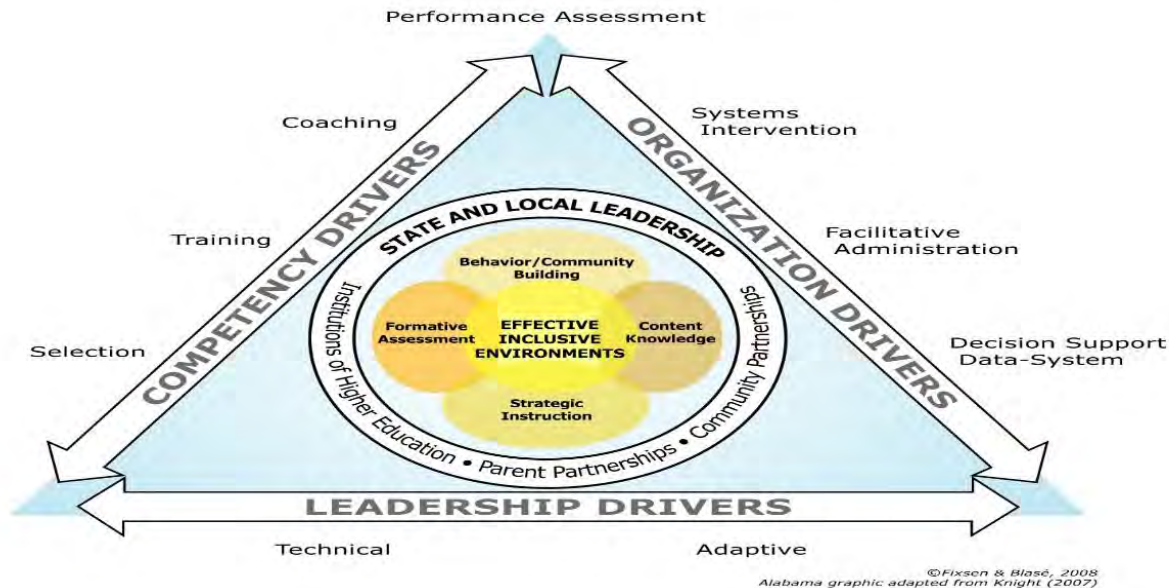 Performance Assessment
Coaching
Systems
Intervention
COMPETENCY DRIVERS
ORGANIZATION DRIVERS
Training
Facilitative
Administration
Selection
Decision Support
Data-System
STATE AND LOCAL LEADERSHIP
Institutions of Higher Education • Parent Partnerships • Community Partnerships
Behavior/Community
Building
Formative
Assessment
EFFECTIVE
INCLUSIVE
ENVIRONMENTS
Content
Knowledge
Strategic
Instruction
LEADERSHIP DRIVERS
Technical
Adaptive
©Fixsen & Blasé, 2008
Alabama graphic adapted from Knight (2007)